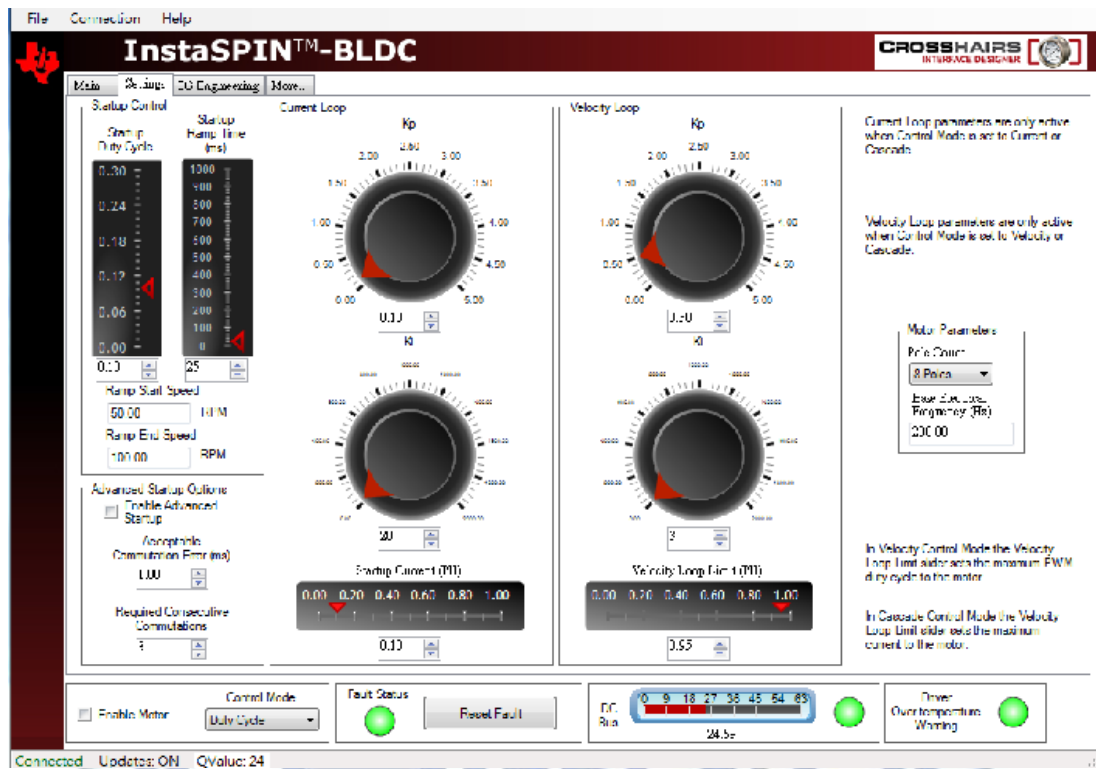 File Connection Help
InstaSPIN™-BLDC
CROSSHAIRS
INTERFACE DESIGNER
Main Settings More...
Startup Control
Startup
Duty Cycle
Startup
Ramp Time
(ms)
0.30
0.24
0.18
0.12
0.06
0.00
1000
900
800
700
600
500
400
300
200
100
0
0.10
25
Ramp Start Speed
50.00 RPM
Ramp End Speed
100.00 RPM
Advanced Startup Options
Enable Advanced
Startup
Acceptable
Commutation Error (ms)
1.00
Required Consecutive
Commutations
Current Loop
Kp
0.00 0.50 1.00 1.50 2.00 2.50 3.00 3.50 4.00 4.50 5.00
0.10
Ki
20
Startup Current (PU)
0.00 0.20 0.40 0.60 0.80 1.00
0.10
Velocity Loop
Kp
0.00 0.50 1.00 1.50 2.00 2.50 3.00 3.50 4.00 4.50 5.00
Ki
3
Velocity Loop Limit (PU)
0.00 0.20 0.40 0.60 0.80 1.00
0.95
Current Loop parameters are only active
when Control Mode is set to Current or
Cascade
Velocity Loop parameters are only active
when Control Mode is set to Velocity or
Cascade.
Motor Parameters
Pole Count
8 Poles
Base Electrical
Frequency (Hz)
200.00
In Velocity Control Mode the Velocity
Loop Limit slider sets the maximum PWM
duty cycle to the motor
In Cascade Control Mode the Velocity
Loop Limit slider sets the maximum
current to the motor.
Enable Motor
Control Mode
Duty Cycle
Fault Status
Reset Fault
DC
Bus
0 9 18 27 36 45 54 63
Driver
Overtemperature
Warning
Connected Updates: ON QValue: 24